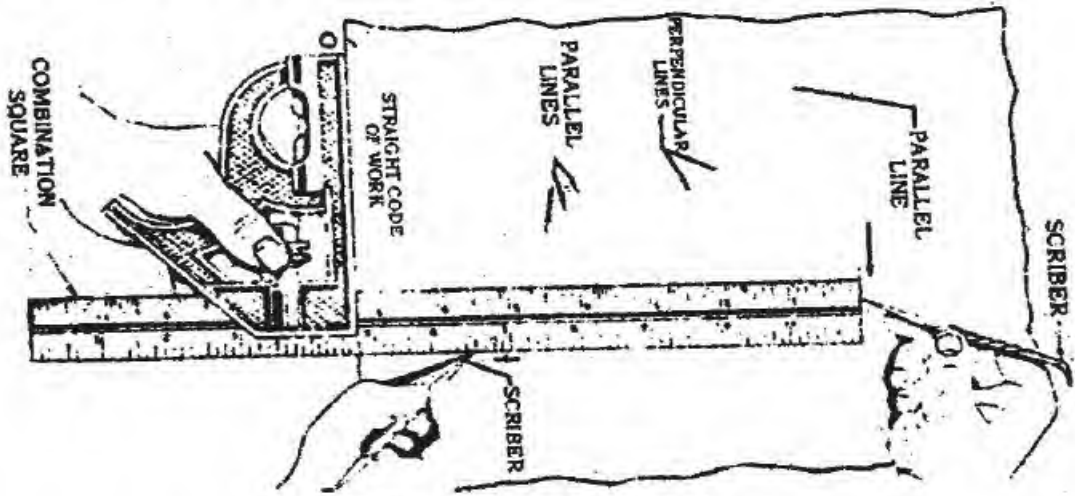 SCRIBER
PARALLEL
LINE
PERPENDICULAR
LINES
PARALLEL
LINES
STRAIGHT CODE
OF WORK
COMBINATION
SQUARE
SCRIBER